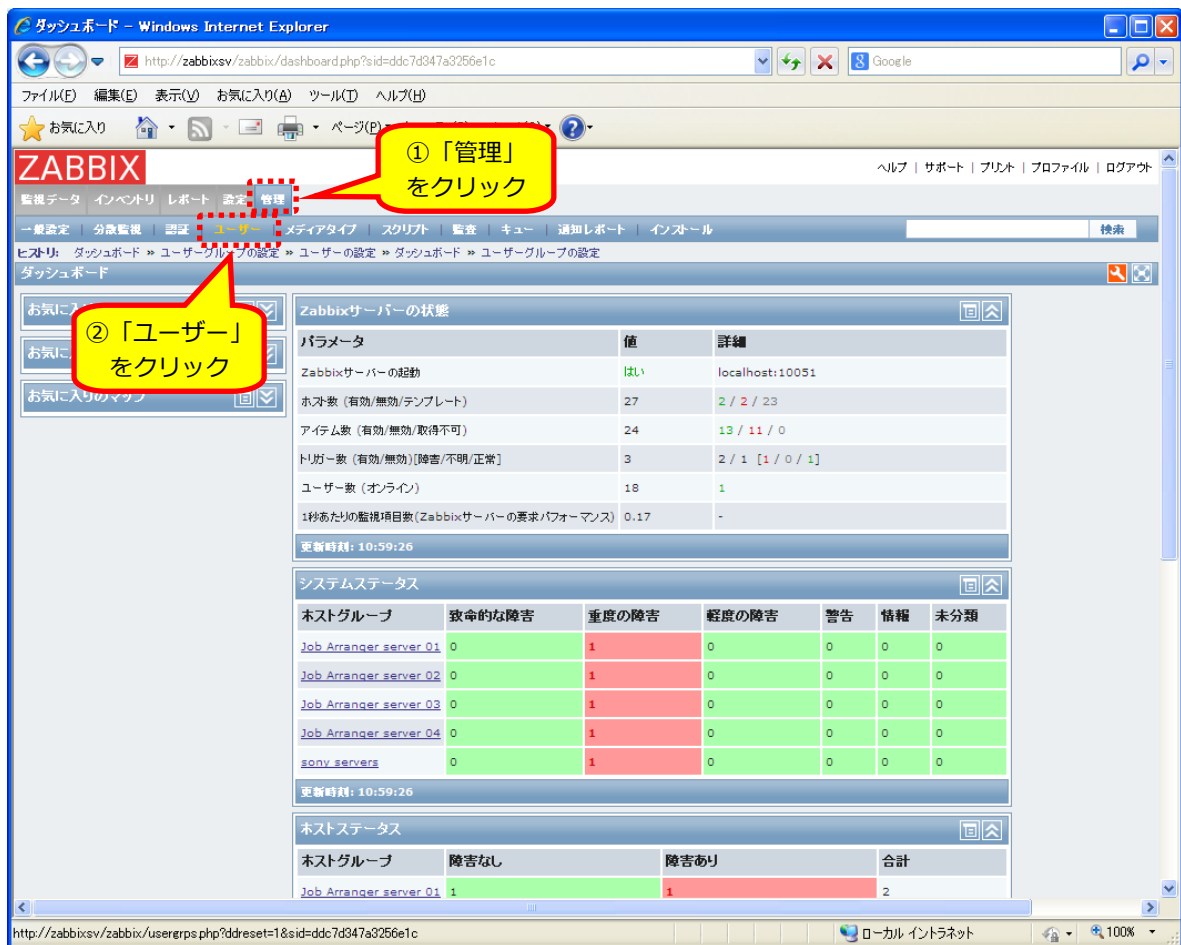 ダッシュボード - Windows Internet Explorer
http://zabbixsv/zabbix/dashboard.php?sid=ddc7d347a3256e1c
Google
ファイル(F) 編集(E) 表示(V) お気に入り(A) ツール(T) ヘルプ(H)
お気に入り ページ(P)
①「管理」
をクリック
ZABBIX
ヘルプ | サポート | プリント | プロファイル | ログアウト
監視データ インベントリ レポート 設定 管理
一般設定 | 分散監視 | 認証 | ユーザー | メディアタイプ | スクリプト | 監査 | キュー | 通知レポート | インストール 検索
ヒストリ: ダッシュボード » ユーザーグループの設定 » ユーザーの設定 » ダッシュボード » ユーザーグループの設定
ダッシュボード
②「ユーザー」
をクリック
お気に入
お気に
お気に入りのマップ
Zabbixサーバーの状態
パラメータ 値 詳細
Zabbixサーバーの起動 はい localhost:10051
ホスト数 (有効/無効/テンプレート) 27 2 / 2 / 23
アイテム数 (有効/無効/取得不可) 24 13 / 11 / 0
トリガー数 (有効/無効)[障害/不明/正常] 3 2 / 1 [1 / 0 / 1]
ユーザー数 (オンライン) 18 1
1秒あたりの監視項目数(Zabbixサーバーの要求パフォーマンス) 0.17 -
更新時刻: 10:59:26
システムステータス
ホストグループ 致命的な障害 重度の障害 軽度の障害 警告 情報 未分類
Job Arranger server 01 0 1 0 0 0 0
Job Arranger server 02 0 1 0 0 0 0
Job Arranger server 03 0 1 0 0 0 0
Job Arranger server 04 0 1 0 0 0 0
sony servers 0 1 0 0 0 0
更新時刻: 10:59:26
ホストステータス
ホストグループ 障害なし 障害あり 合計
Job Arranger server 01 1 1 2
http://zabbixsv/zabbix/usergrps.php?ddreset=1&sid=ddc7d347a3256e1c ローカル イントラネット 100%